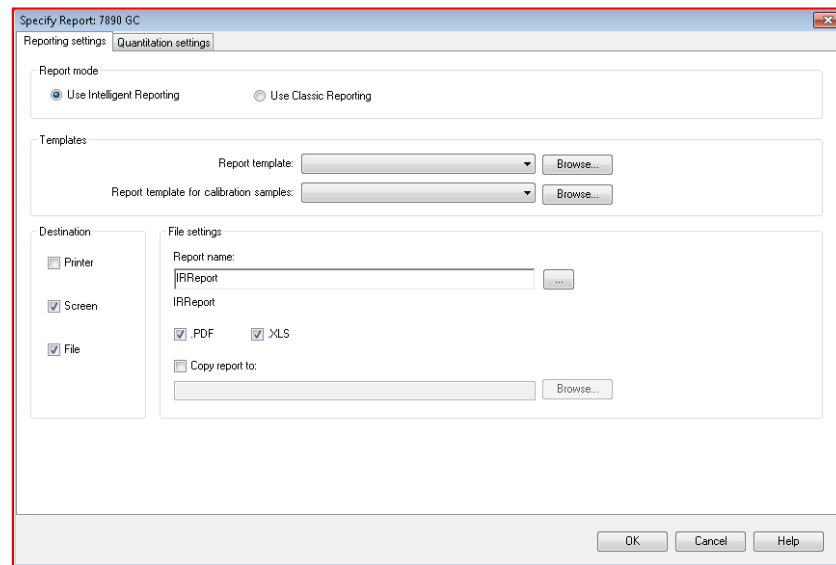 Specify Report: 7890 GC
Reporting settings Quantitation settings
Report mode
Use Intelligent Reporting Use Classic Reporting
Templates
Report template: Browse...
Report template for calibration samples: Browse...
Destination
Printer
Screen
File
File settings
Report name:
IRReport ...
IRReport
.PDF .XLS
Copy report to:
Browse...
OK Cancel Help